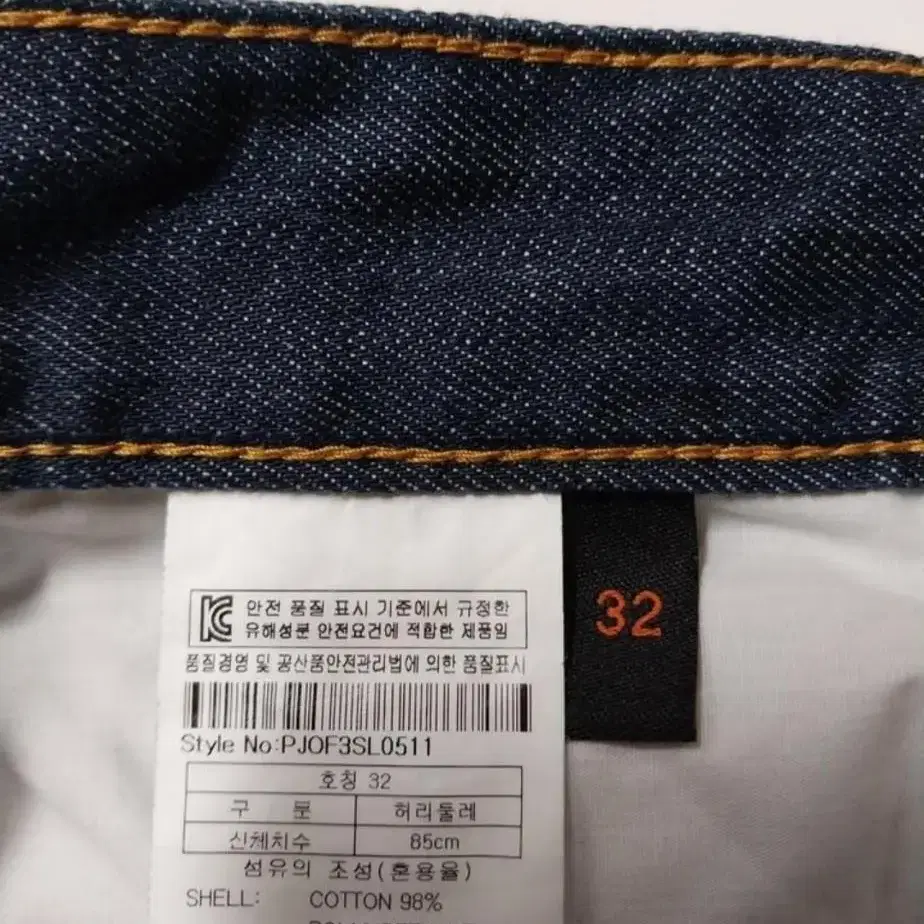 안전 품질 표시 기준에서 규정한
유해성분 안전요건에 적합한 제품임
품질경영 및 공산품안전관리법에 의한 품질표시
Style No:PJOF3SL0511
호칭 32
구 분 허리둘레
신체치수 85cm
섬유의 조성(혼용율)
SHELL: COTTON 98%
32